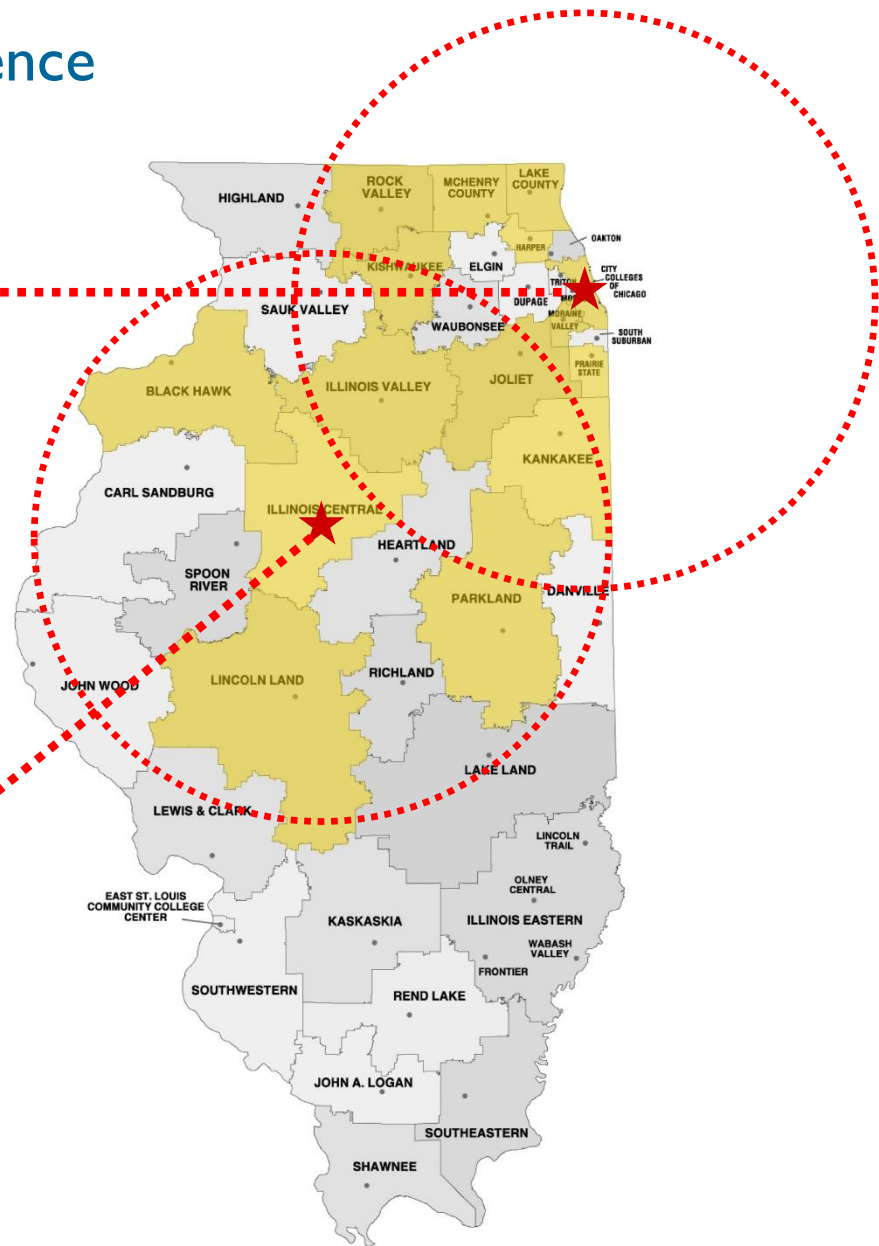 ence
HIGHLAND
ROCK
VALLEY
MCHENRY
COUNTY
LAKE
COUNTY
OAKTON
HARPER
KISHWAUKEE
ELGIN
CITY
COLLEGES
OF
CHICAGO
DUPAGE
SAUK VALLEY
WAUBONSEE
MORAINE
VALLEY
SOUTH
SUBURBAN
PRAIRIE
STATE
BLACK HAWK
ILLINOIS VALLEY
JOLIET
KANKAKEE
CARL SANDBURG
ILLINOIS CENTRAL
HEARTLAND
SPOON
RIVER
PARKLAND
DANVILLE
JOHN WOOD
LINCOLN LAND
RICHLAND
LAKE LAND
LEWIS & CLARK
LINCOLN
TRAIL
OLNEY
CENTRAL
EAST ST. LOUIS
COMMUNITY COLLEGE
CENTER
KASKASKIA
ILLINOIS EASTERN
WABASH
VALLEY
FRONTIER
SOUTHWESTERN
REND LAKE
JOHN A. LOGAN
SOUTHEASTERN
SHAWNEE